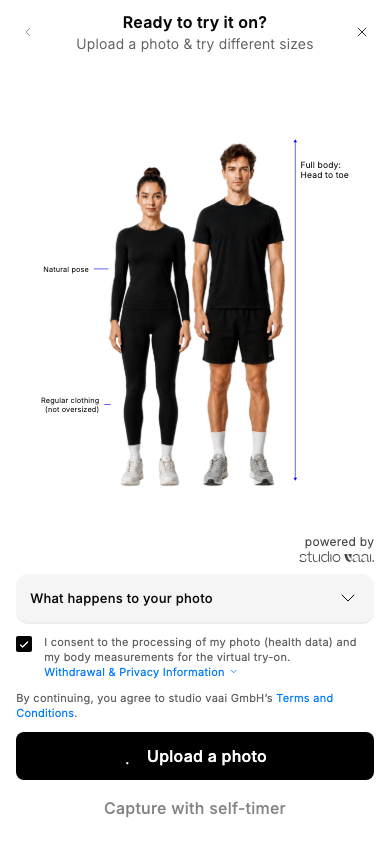 Ready to try it on?
Upload a photo & try different sizes
Full body:
Head to toe
Natural pose
Regular clothing
(not oversized)
powered by
studio vaai.
What happens to your photo
I consent to the processing of my photo (health data) and
my body measurements for the virtual try-on.
Withdrawal & Privacy Information
By continuing, you agree to studio vaai GmbH's Terms and
Conditions.
Upload a photo
Capture with self-timer